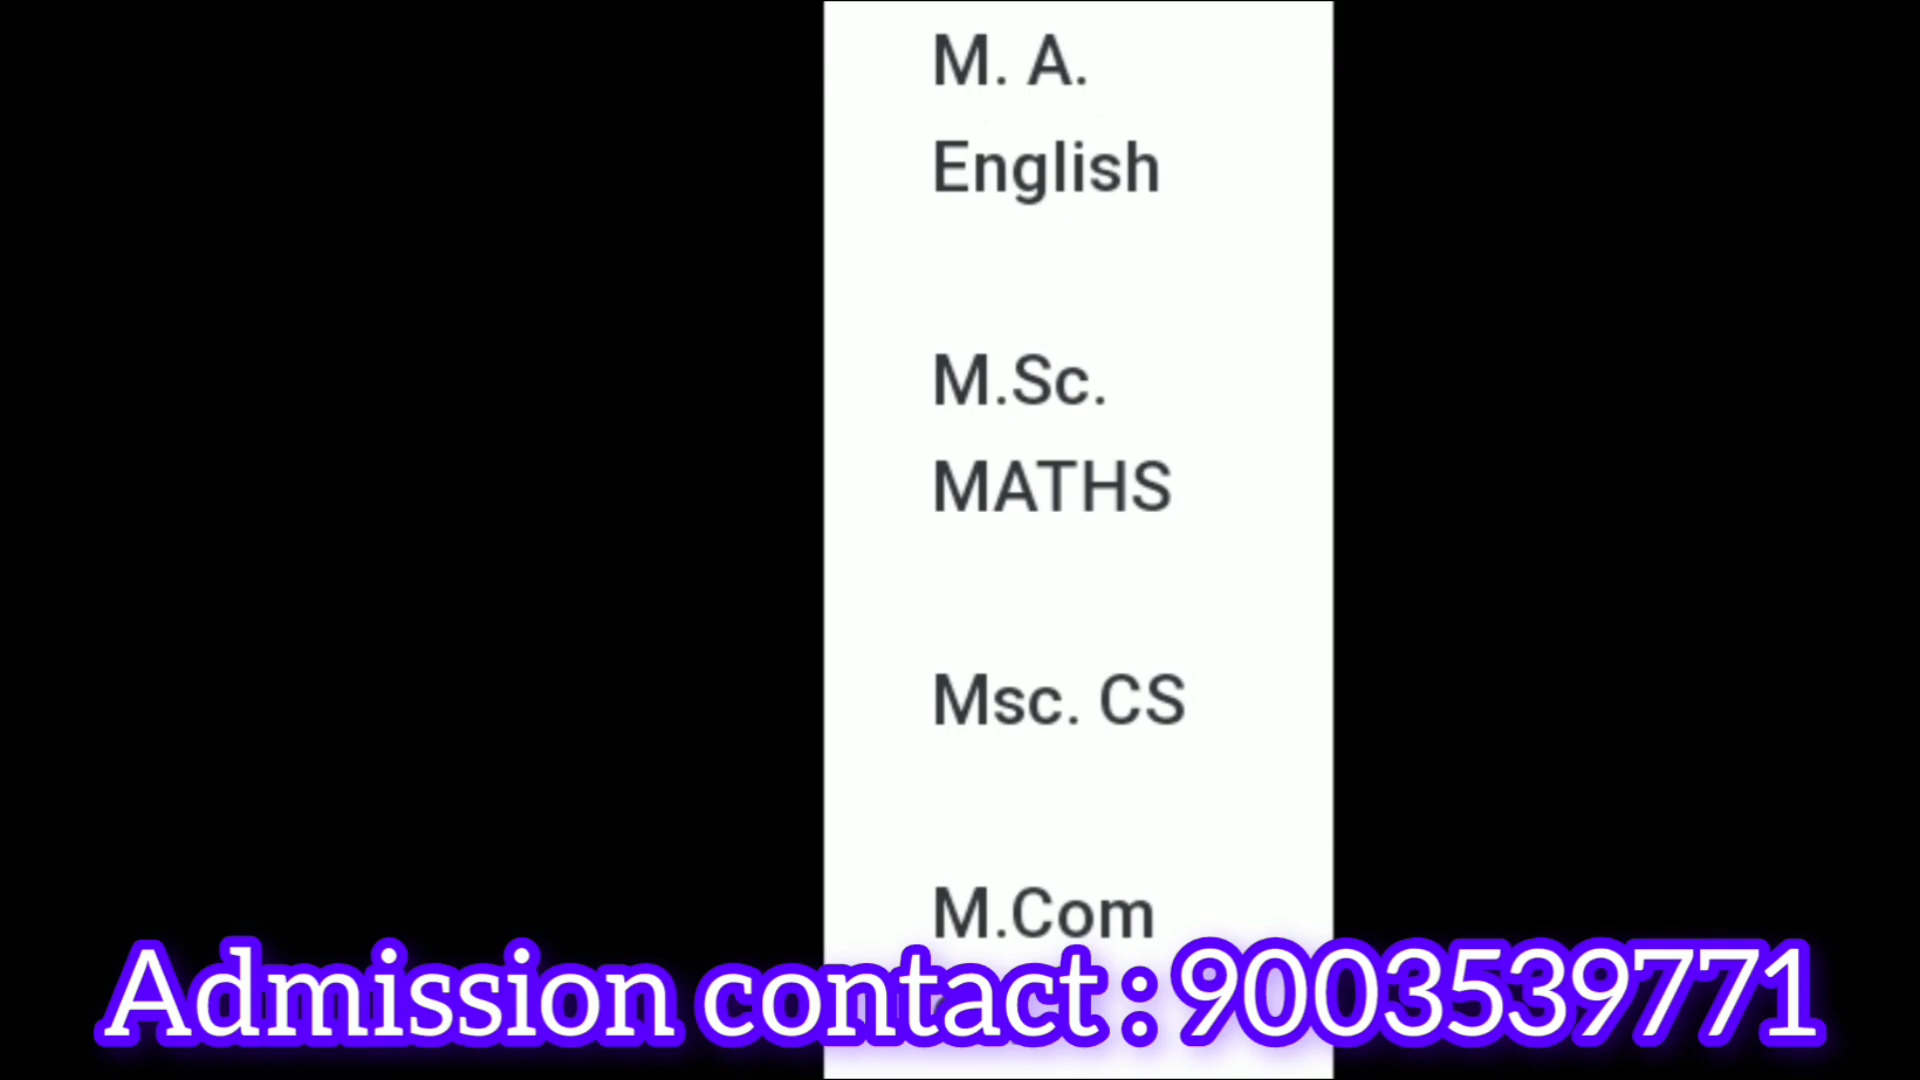 M. A.
English
M.Sc.
MATHS
Msc. CS
M.Com
Admission contact : 9003539771